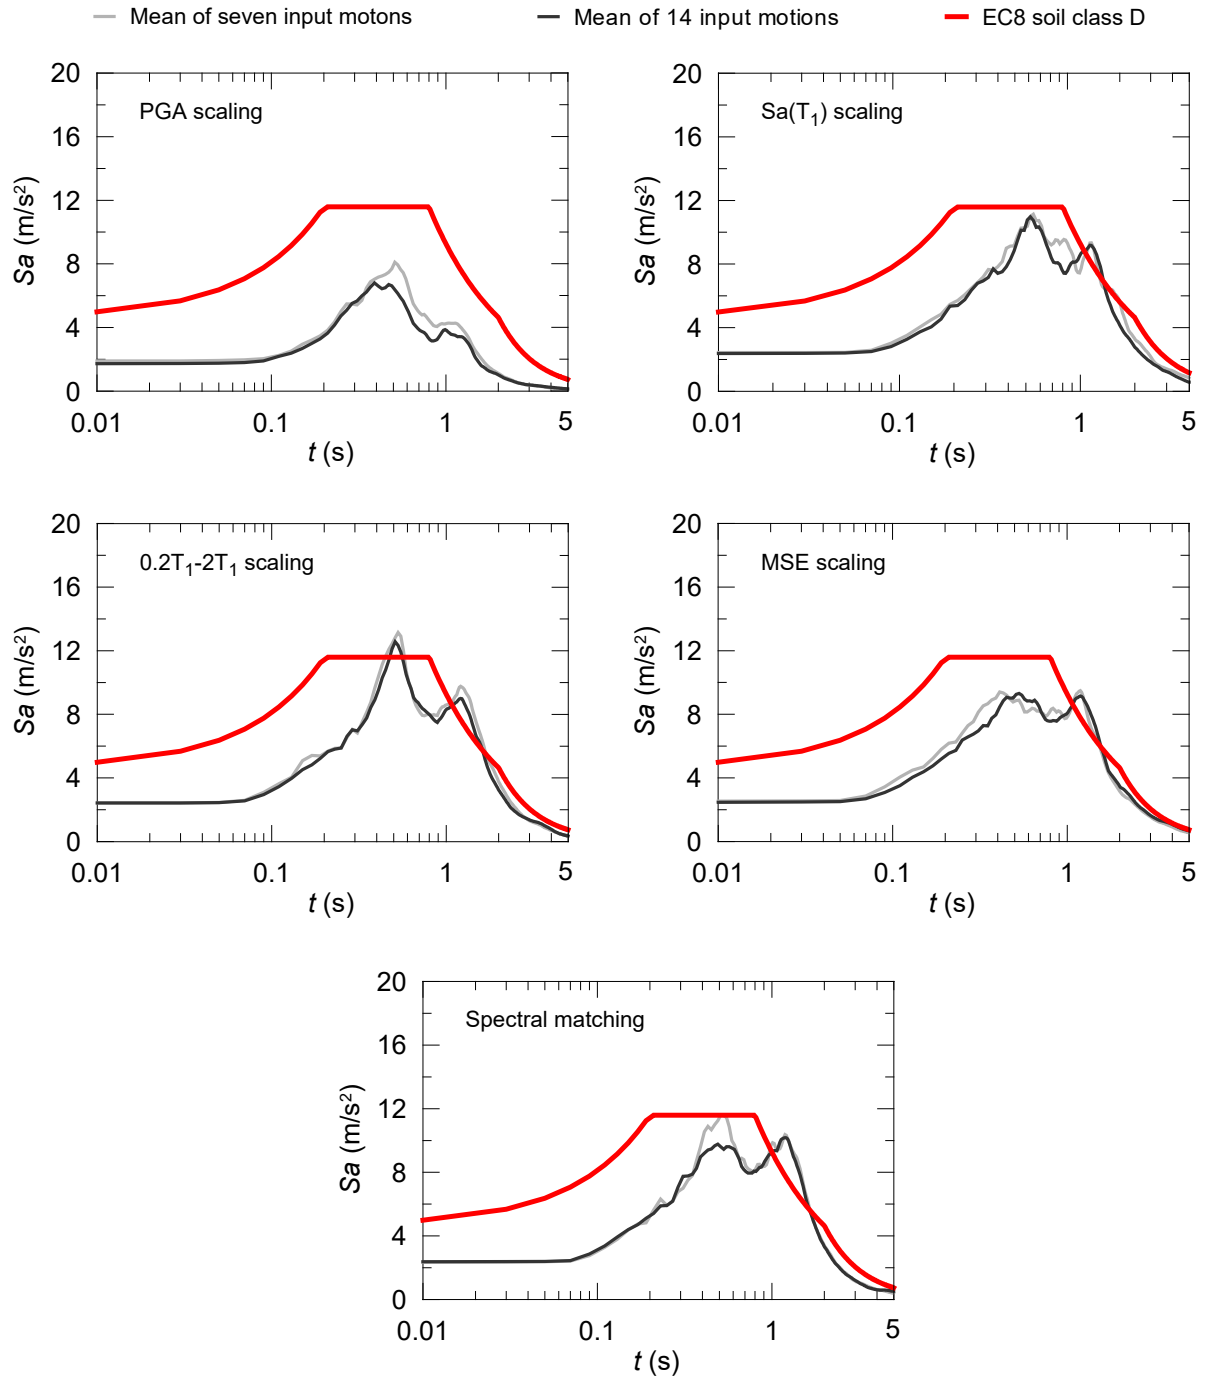 Mean of seven input motons
Mean of 14 input motions
EC8 soil class D
20
16
12
8
4
0
Sa (m/s²)
PGA scaling
0.01
0.1
1
5
t (s)
20
16
12
8
4
0
Sa (m/s²)
Sa(T₁) scaling
0.01
0.1
1
5
t (s)
20
16
12
8
4
0
Sa (m/s²)
0.2T₁-2T₁ scaling
0.01
0.1
1
5
t (s)
20
16
12
8
4
0
Sa (m/s²)
MSE scaling
0.01
0.1
1
5
t (s)
20
16
12
8
4
0
Sa (m/s²)
Spectral matching
0.01
0.1
1
5
t (s)